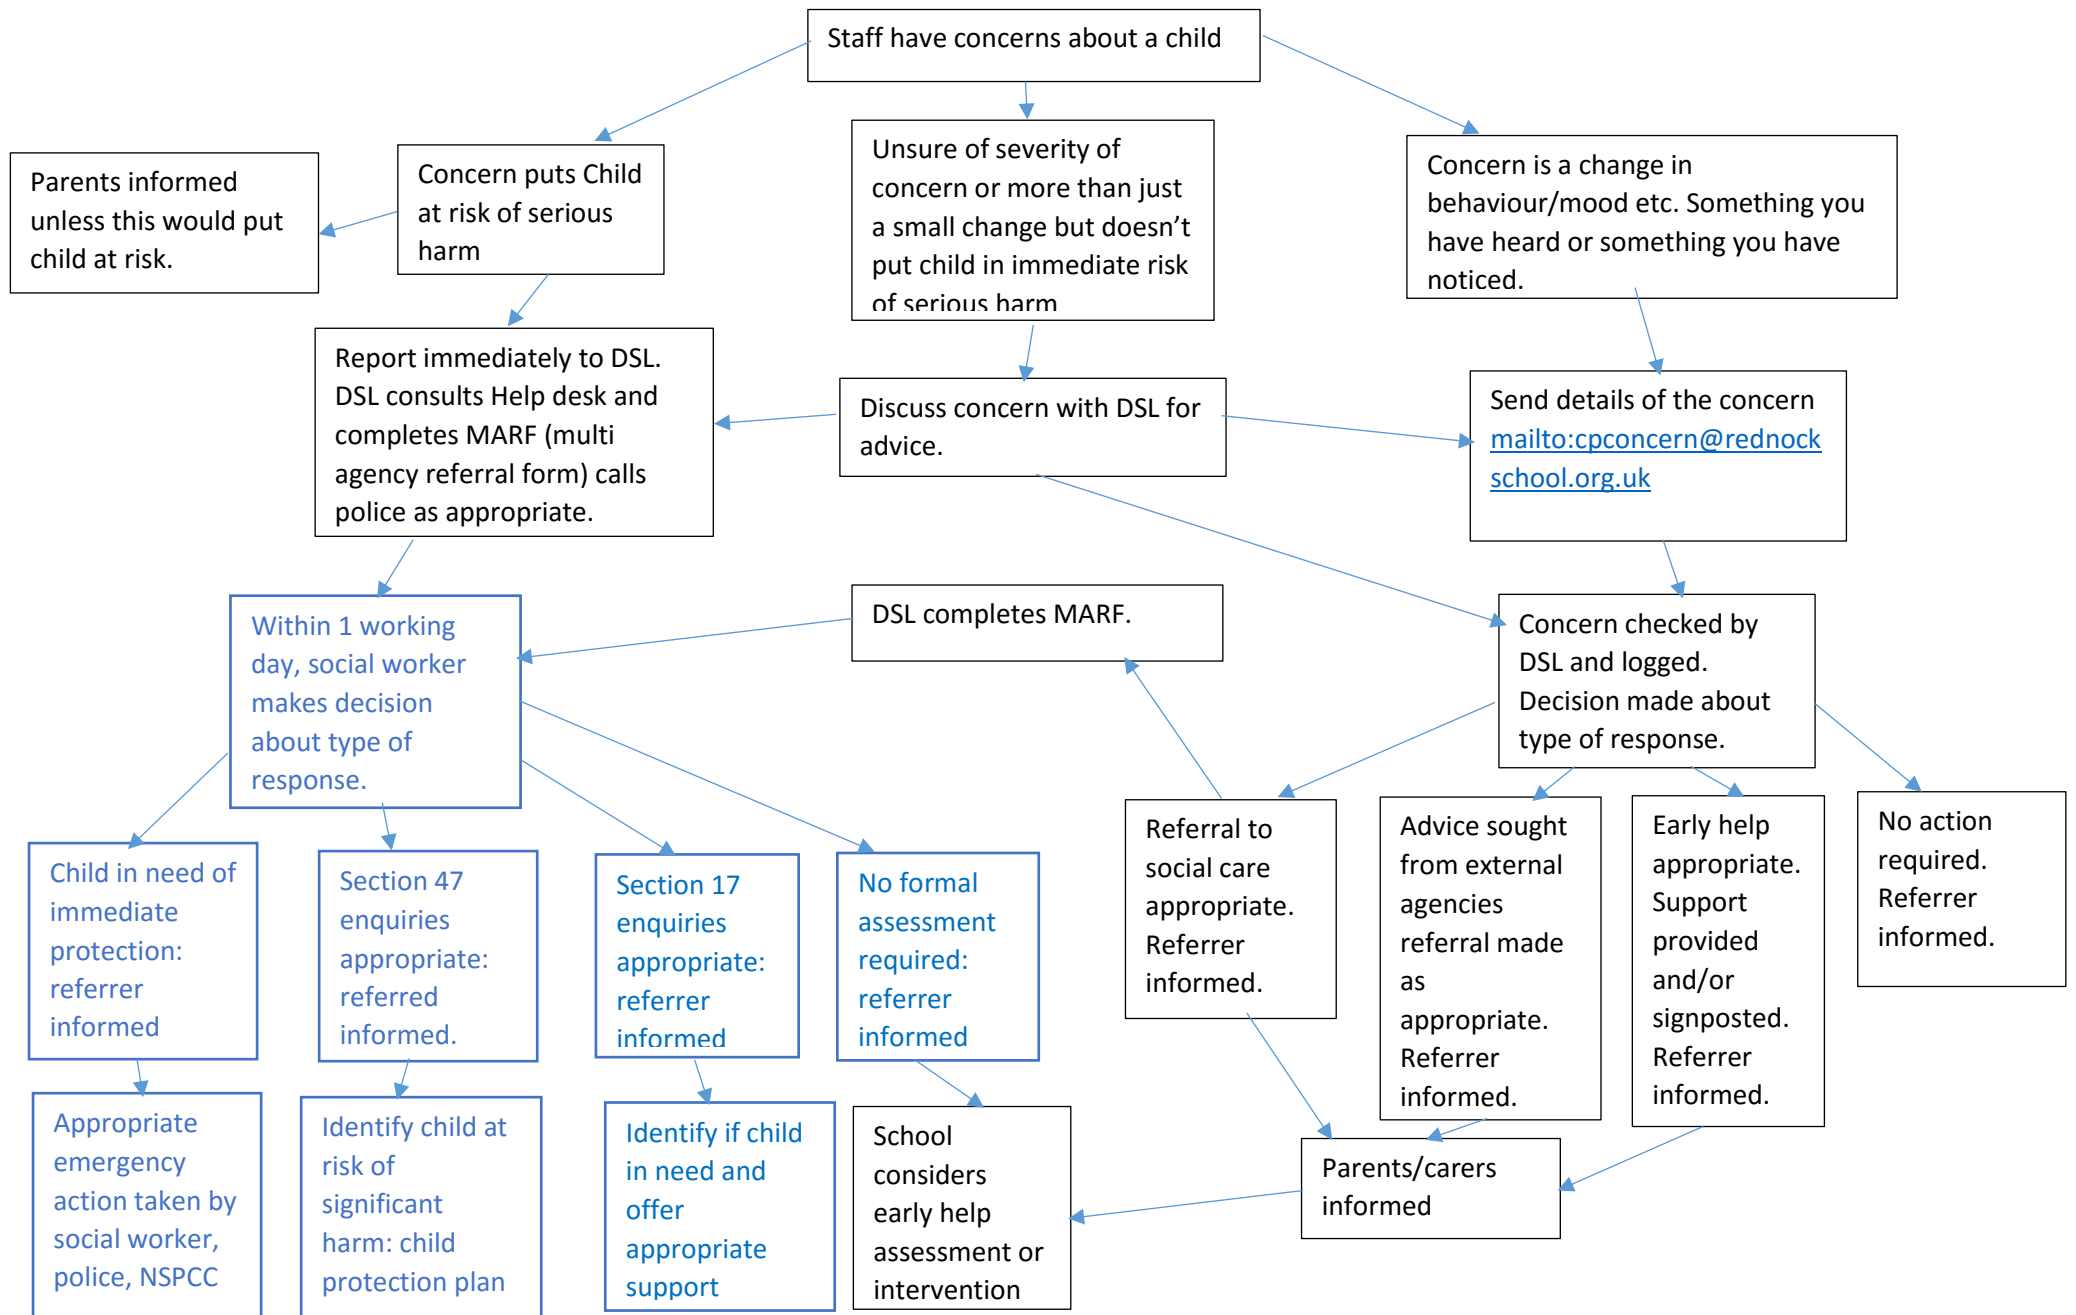 Staff have concerns about a child
Parents informed
unless this would put
child at risk.
Concern puts Child
at risk of serious
harm
Unsure of severity of
concern or more than just
a small change but doesn’t
put child in immediate risk
of serious harm
Concern is a change in
behaviour/mood etc. Something you
have heard or something you have
noticed.
Report immediately to DSL.
DSL consults Help desk and
completes MARF (multi
agency referral form) calls
police as appropriate.
Discuss concern with DSL for
advice.
Send details of the concern
mailto:cpconcern@rednock
school.org.uk
Within 1 working
day, social worker
makes decision
about type of
response.
DSL completes MARF.
Concern checked by
DSL and logged.
Decision made about
type of response.
Child in need of
immediate
protection:
referrer
informed
Section 47
enquiries
appropriate:
referred
informed.
Section 17
enquiries
appropriate:
referrer
informed
No formal
assessment
required:
referrer
informed
Referral to
social care
appropriate.
Referrer
informed.
Advice sought
from external
agencies
referral made
as
appropriate.
Referrer
informed.
Early help
appropriate.
Support
provided
and/or
signposted.
Referrer
informed.
No action
required.
Referrer
informed.
Appropriate
emergency
action taken by
social worker,
police, NSPCC
Identify child at
risk of
significant
harm: child
protection plan
Identify if child
in need and
offer
appropriate
support
School
considers
early help
assessment or
intervention
Parents/carers
informed